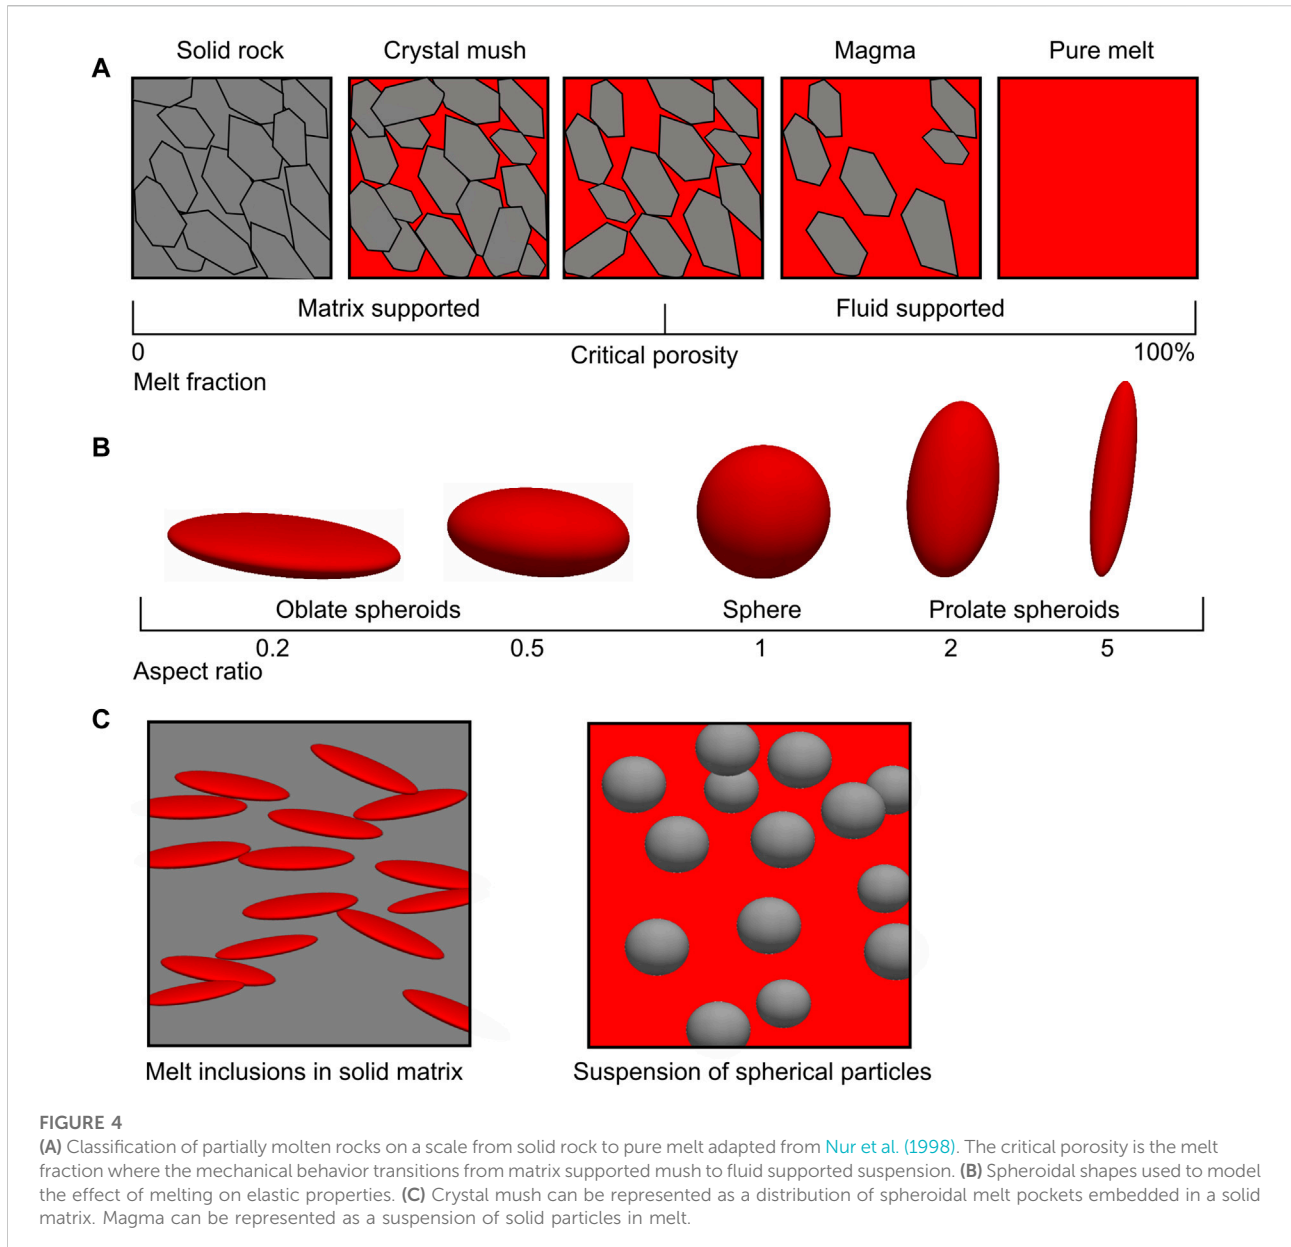 A
Solid rock
Crystal mush
Magma
Pure melt
Matrix supported
Fluid supported
0
Critical porosity
100%
Melt fraction
B
Oblate spheroids
Sphere
Prolate spheroids
0.2
0.5
1
2
5
Aspect ratio
C
Melt inclusions in solid matrix
Suspension of spherical particles
FIGURE 4
(A) Classification of partially molten rocks on a scale from solid rock to pure melt adapted from Nur et al. (1998). The critical porosity is the melt
fraction where the mechanical behavior transitions from matrix supported mush to fluid supported suspension. (B) Spheroidal shapes used to model
the effect of melting on elastic properties. (C) Crystal mush can be represented as a distribution of spheroidal melt pockets embedded in a solid
matrix. Magma can be represented as a suspension of solid particles in melt.